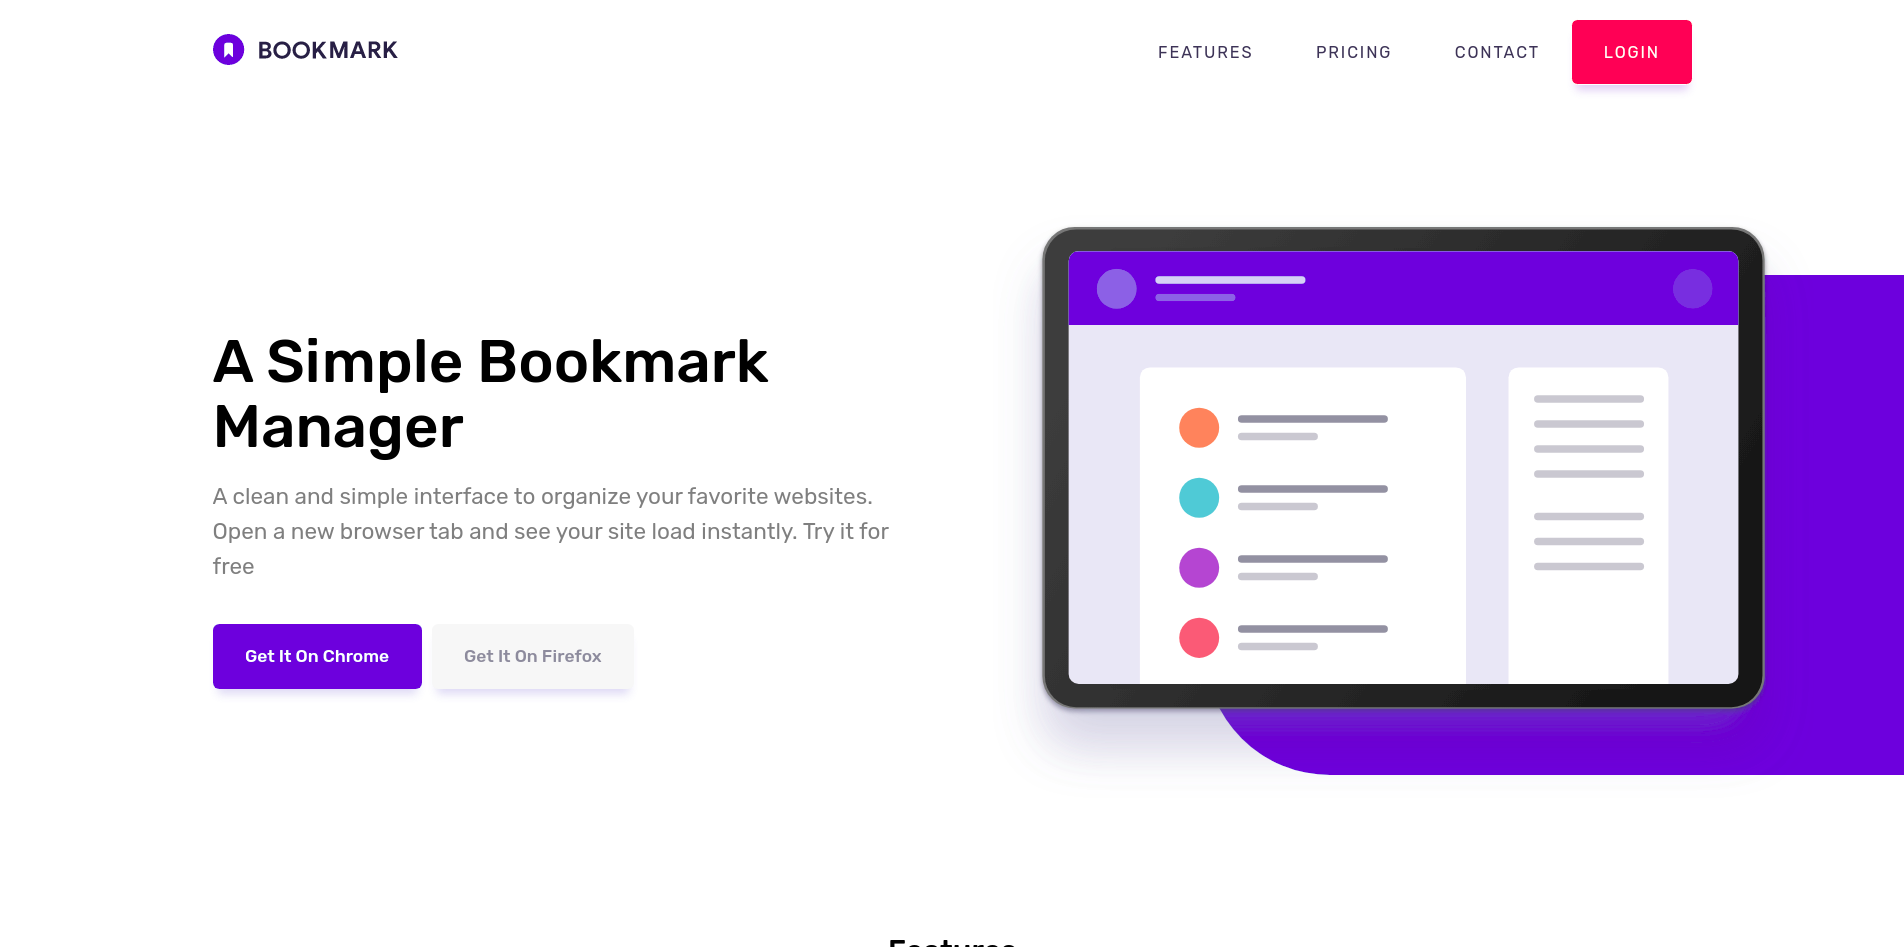 BOOKMARK
FEATURES PRICING CONTACT LOGIN
A Simple Bookmark
Manager
A clean and simple interface to organize your favorite websites.
Open a new browser tab and see your site load instantly. Try it for
free
Get It On Chrome Get It On Firefox
Features